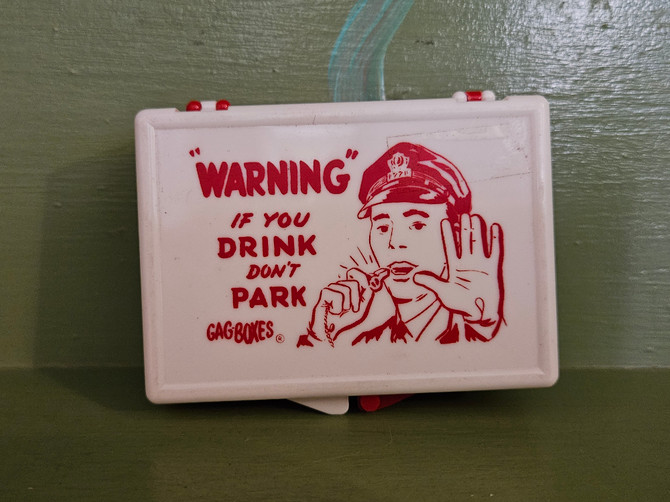 "WARNING"
IF YOU
DRINK
DON'T
PARK
GAG-BOXES ®